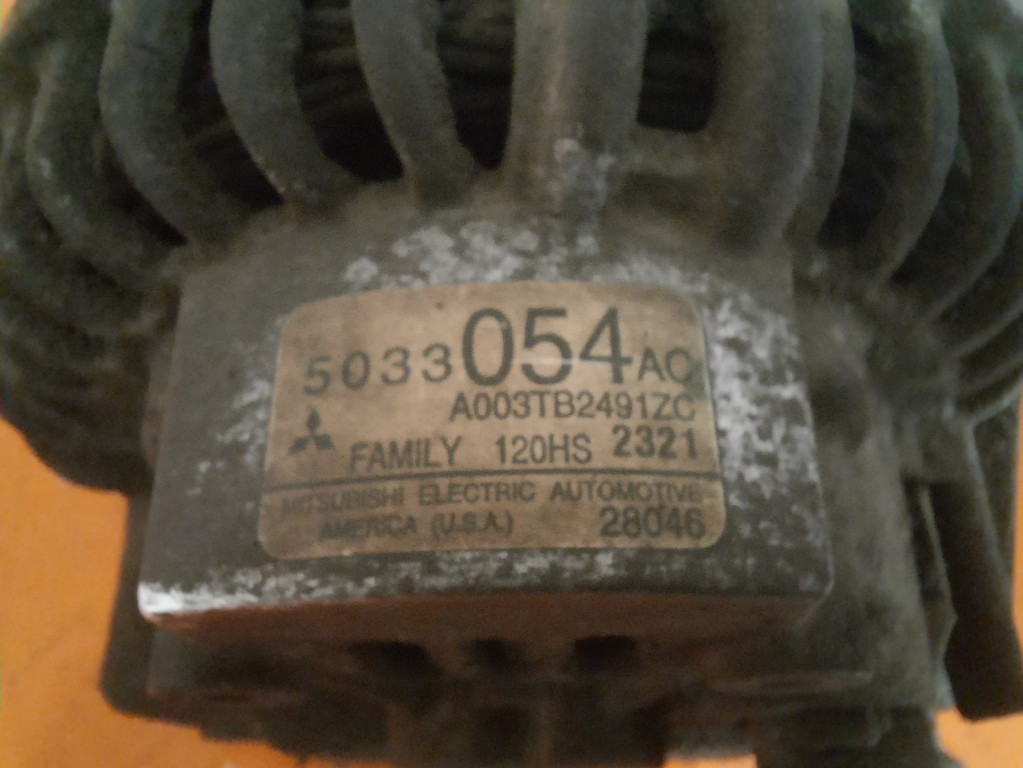 5033054AC
A003TB2491ZC
FAMILY 120HS 2321
MITSUBISHI ELECTRIC AUTOMOTIVE
AMERICA (U.S.A.) 28046